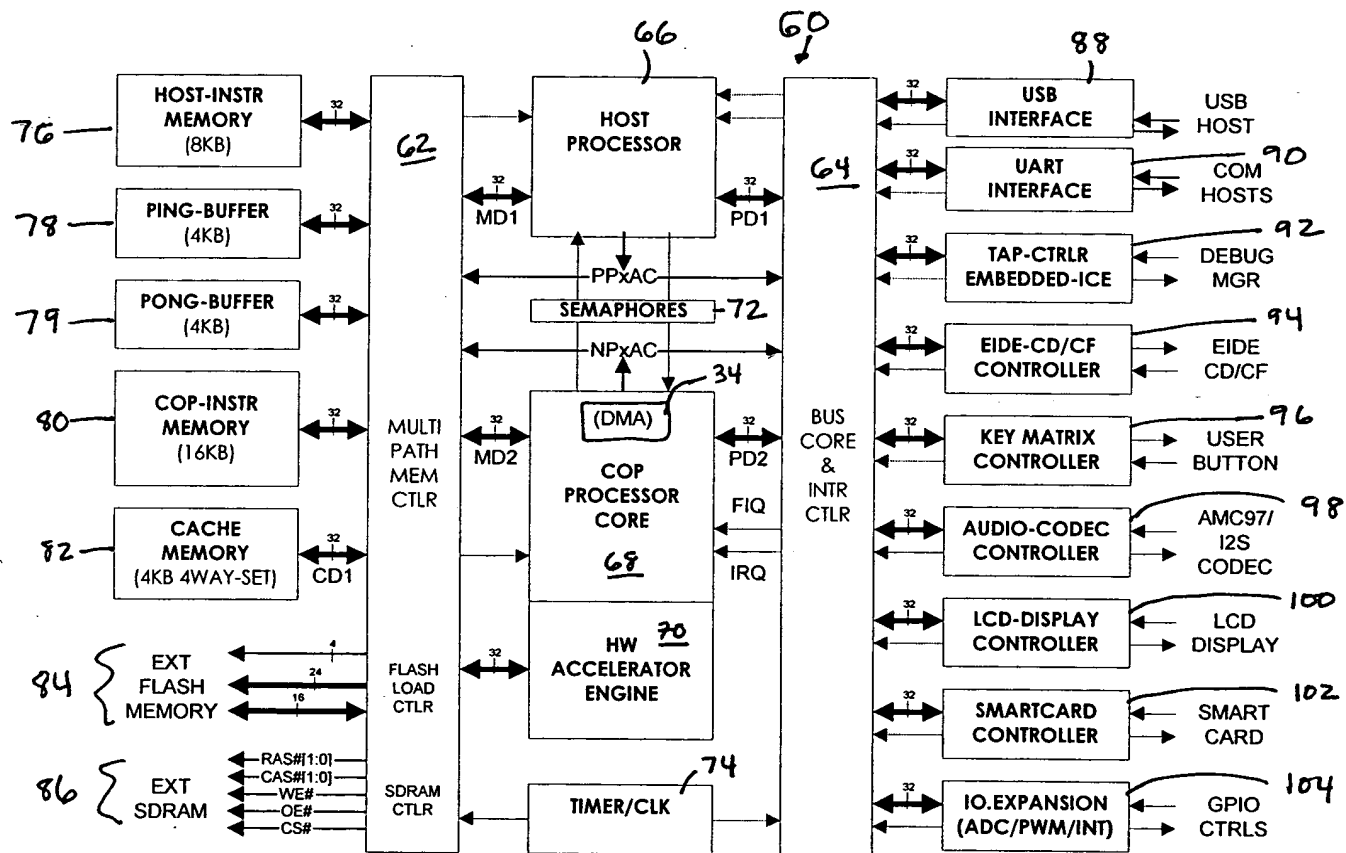 66
60
88
HOST-INSTR
MEMORY
(8KB)
32
76
PING-BUFFER
(4KB)
32
78
PONG-BUFFER
(4KB)
32
79
COP-INSTR
MEMORY
(16KB)
32
80
CACHE
MEMORY
(4KB 4WAY-SET)
32
CD1
82
EXT
FLASH
MEMORY
4
24
16
84
EXT
SDRAM
RAS#[1:0]
CAS#[1:0]
WE#
OE#
CS#
86
62
MULTI
PATH
MEM
CTLR
FLASH
LOAD
CTLR
SDRAM
CTLR
HOST
PROCESSOR
32
MD1
32
PD1
PPxAC
SEMAPHORES
72
NPxAC
34
(DMA)
32
MD2
COP
PROCESSOR
CORE
68
32
PD2
FIQ
IRQ
32
HW
ACCELERATOR
ENGINE
70
TIMER/CLK
74
64
BUS
CORE
&
INTR
CTLR
32
USB
INTERFACE
USB
HOST
32
UART
INTERFACE
90
COM
HOSTS
32
TAP-CTRLR
EMBEDDED-ICE
92
DEBUG
MGR
32
EIDE-CD/CF
CONTROLLER
94
EIDE
CD/CF
32
KEY MATRIX
CONTROLLER
96
USER
BUTTON
32
AUDIO-CODEC
CONTROLLER
98
AMC97/
I2S
CODEC
32
LCD-DISPLAY
CONTROLLER
100
LCD
DISPLAY
32
SMARTCARD
CONTROLLER
102
SMART
CARD
32
IO.EXPANSION
(ADC/PWM/INT)
104
GPIO
CTRLS